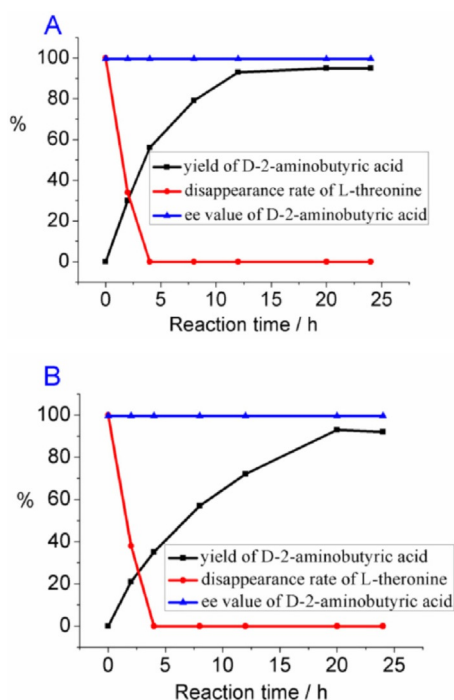 A
100
80
%
60
40
20
0
yield of D-2-aminobutyric acid
disappearance rate of L-threonine
ee value of D-2-aminobutyric acid
0 5 10 15 20 25
Reaction time / h
B
100
80
%
60
40
20
0
yield of D-2-aminobutyric acid
disappearance rate of L-theronine
ee value of D-2-aminobutyric acid
0 5 10 15 20 25
Reaction time / h